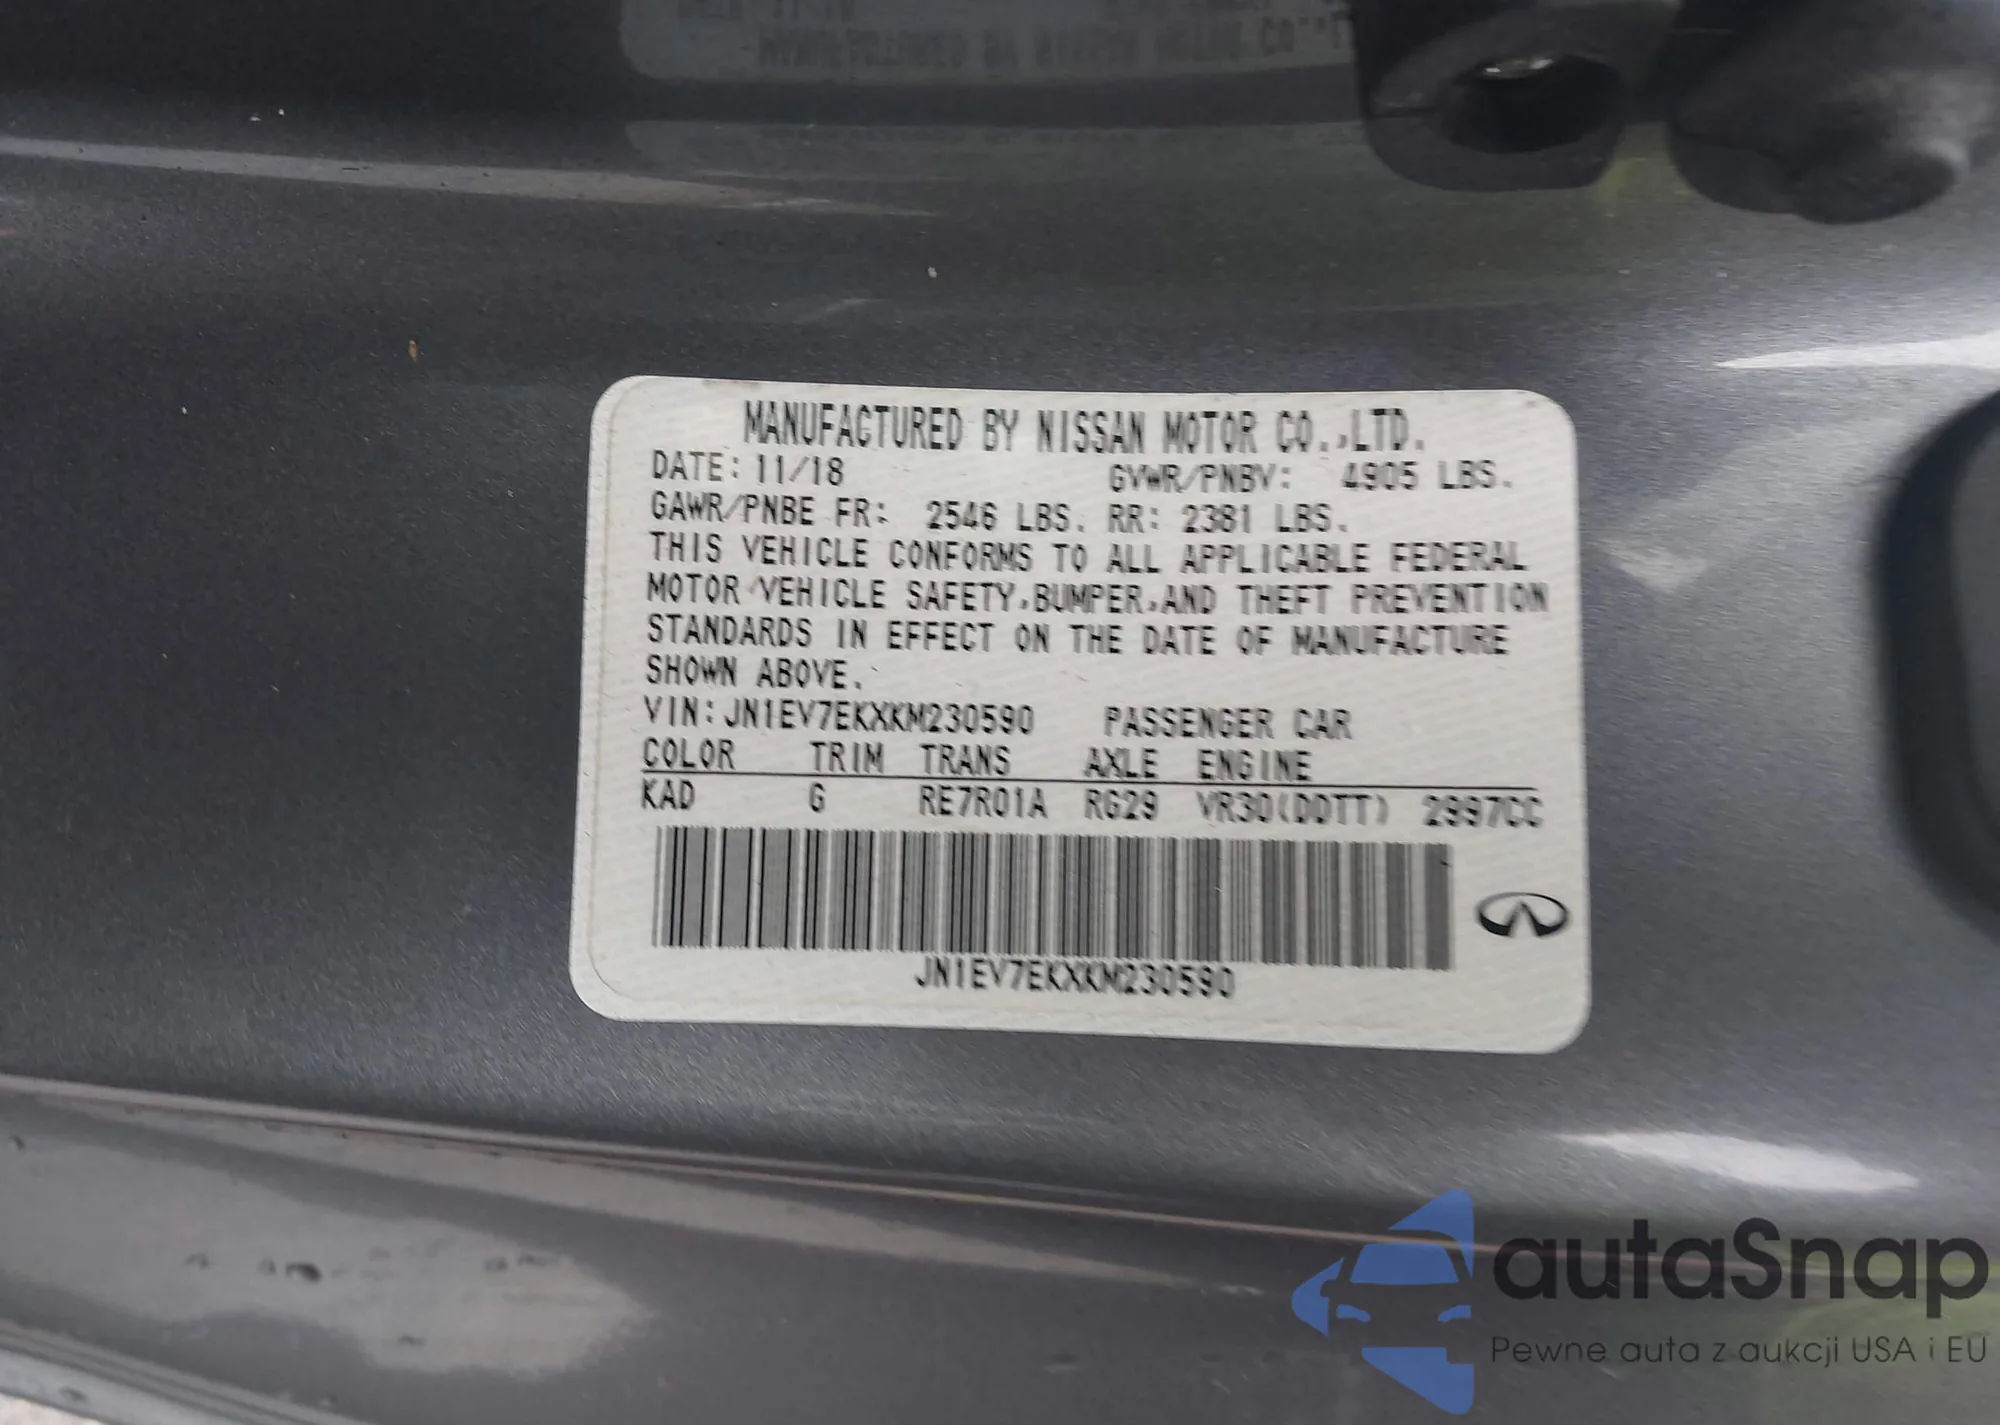 MANUFACTURED BY NISSAN MOTOR CO.,LTD.
DATE: 11/18 GVWR/PNBV: 4905 LBS.
GAWR/PNBE FR: 2546 LBS. RR: 2381 LBS.
THIS VEHICLE CONFORMS TO ALL APPLICABLE FEDERAL
MOTOR VEHICLE SAFETY,BUMPER,AND THEFT PREVENTION
STANDARDS IN EFFECT ON THE DATE OF MANUFACTURE
SHOWN ABOVE.
VIN: JN1EV7EKXKM230590 PASSENGER CAR
COLOR TRIM TRANS AXLE ENGINE
KAD G RE7R01A RG29 VR30(DDTT) 2997CC
JN1EV7EKXKM230590
autaSnap
Pewne auta z aukcji USA i EU